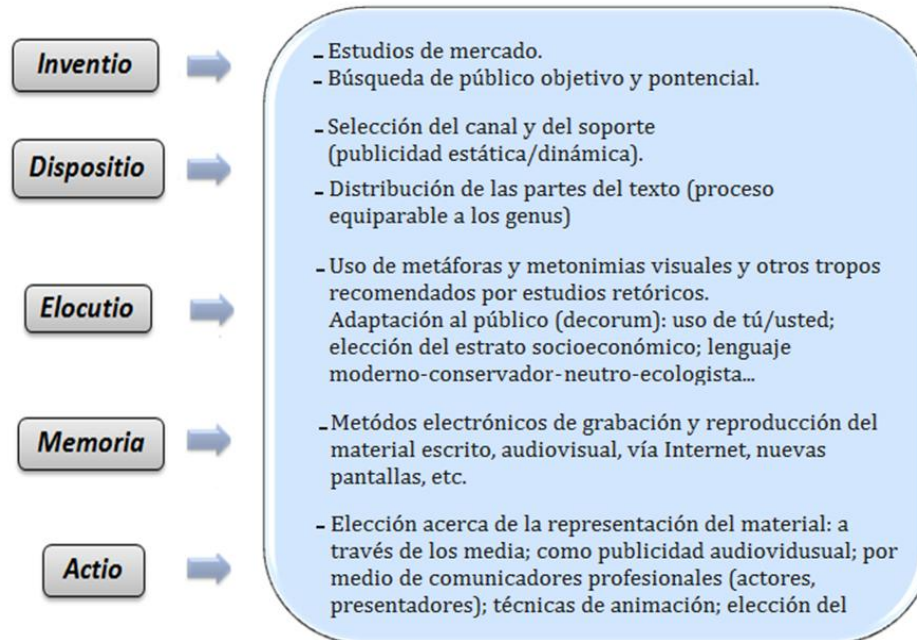 Inventio
- Estudios de mercado.
- Búsqueda de público objetivo y pontencial.
Dispositio
- Selección del canal y del soporte
(publicidad estática/dinámica).
- Distribución de las partes del texto (proceso
equiparable a los genus)
Elocutio
- Uso de metáforas y metonimias visuales y otros tropos
recomendados por estudios retóricos.
Adaptación al público (decorum): uso de tú/usted;
elección del estrato socioeconómico; lenguaje
moderno-conservador-neutro-ecologista...
Memoria
- Metódos electrónicos de grabación y reproducción del
material escrito, audiovisual, vía Internet, nuevas
pantallas, etc.
Actio
- Elección acerca de la representación del material: a
través de los media; como publicidad audiovidusual; por
medio de comunicadores profesionales (actores,
presentadores); técnicas de animación; elección del